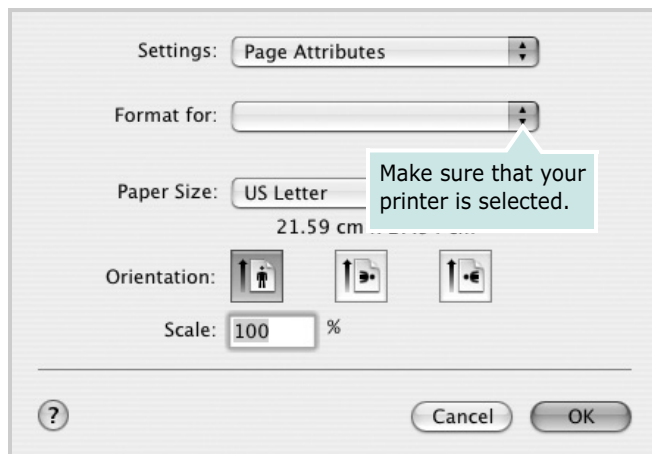 Settings: Page Attributes
Format for:
Make sure that your
printer is selected.
Paper Size: US Letter
21.59 cm
Orientation:
Scale: 100 %
? Cancel OK